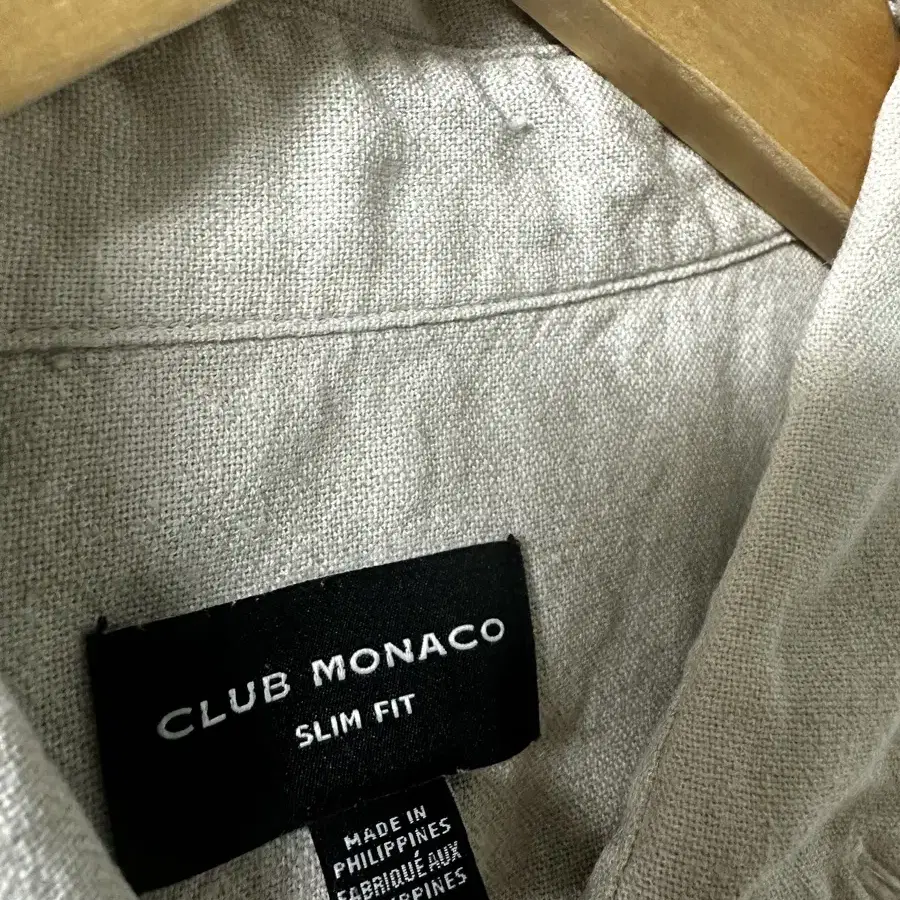 CLUB MONACO
SLIM FIT
MADE IN
PHILIPPINES
FABRIQUÉ AUX